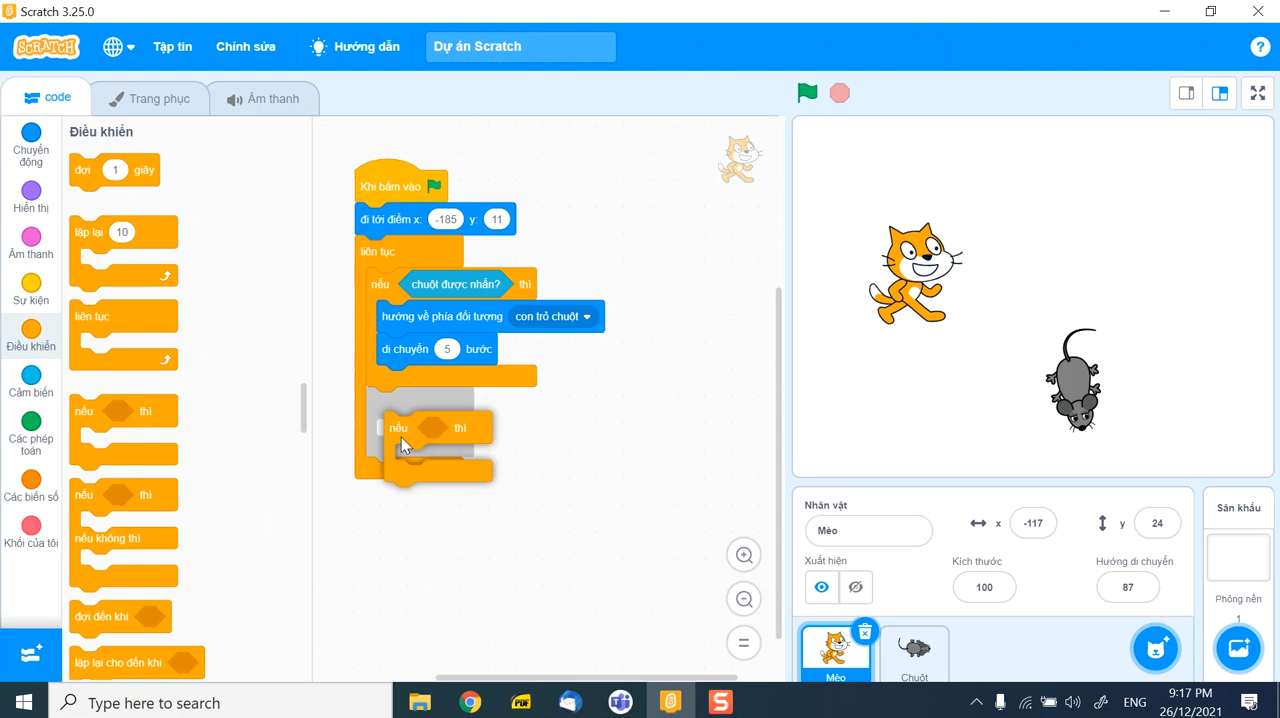 Scratch 3.25.0
SCRATCH
Tập tin
Chỉnh sửa
Hướng dẫn
Dự án Scratch
?
code
Trang phục
Âm thanh
Chuyển
động
Hiển thị
Âm thanh
Sự kiện
Điều khiển
Cảm biến
Các phép
toán
Các biến số
Khối của tôi
Điều khiển
đợi 1 giây
lặp lại 10
liên tục
nếu thì
nếu thì
nếu không thì
đợi đến khi
lặp lại cho đến khi
Khi bấm vào
đi tới điểm x: -185 y: 11
liên tục
nếu chuột được nhấn? thì
hướng về phía đối tượng con trỏ chuột
di chuyển 5 bước
nếu thì
Nhân vật
Mèo
x -117
y 24
Xuất hiện
Kích thước
100
Hướng di chuyển
87
Mèo
Chuột
Sân khấu
Phông nền
1
Type here to search
PDF
S
ENG
9:17 PM
26/12/2021